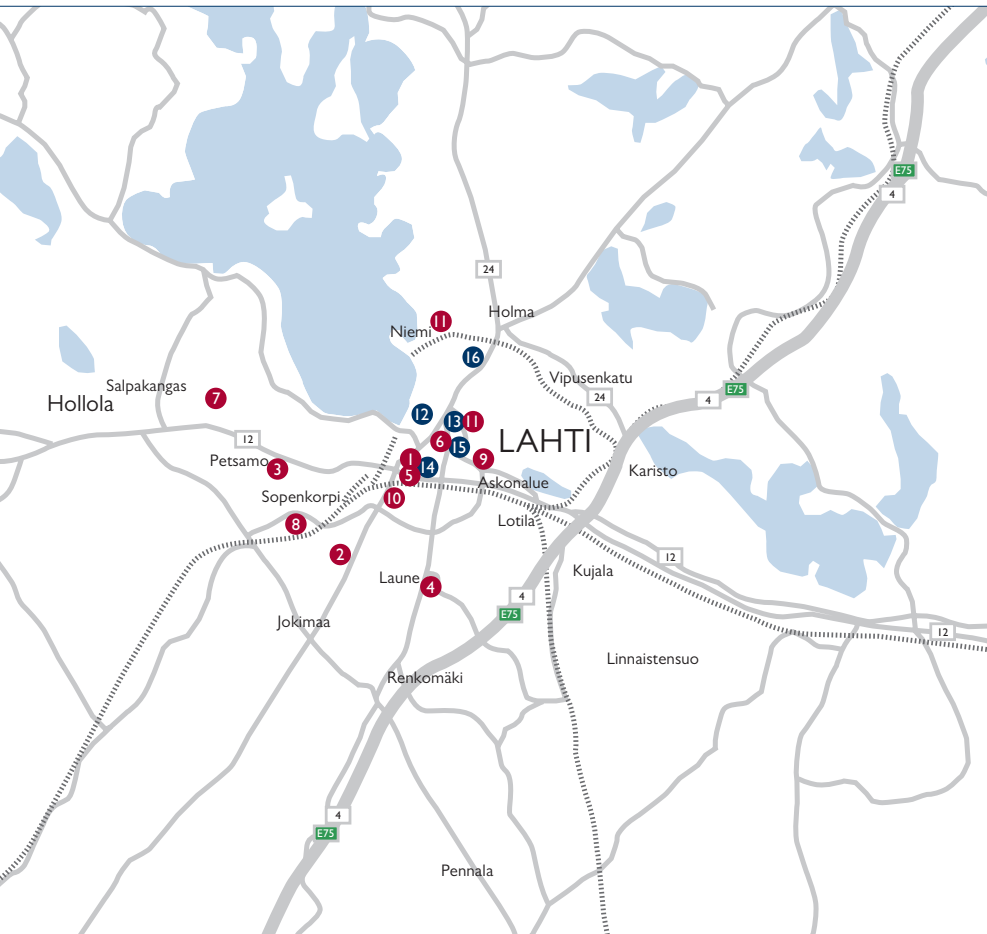 E75
4
24
Holma
11
Niemi
16
Vipusenkatu
Salpakangas
7
Hollola
E75
4
24
12
13
11
12
6
LAHTI
15
Petsamo
3
1
14
9
5
Karisto
Askonalue
Sopenkorpi
10
8
Lotila
2
12
Kujala
Laune
4
4
E75
Jokimaa
12
Linnaistensuo
Renkomäki
4
E75
Pennala